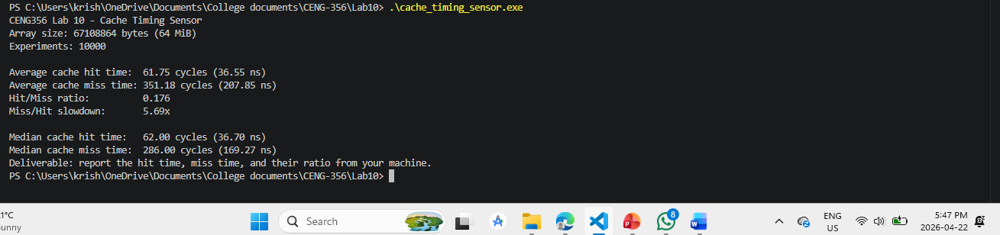 PS C:\Users\krish\OneDrive\Documents\College documents\CENG-356\Lab10> .\cache_timing_sensor.exe
CENG356 Lab 10 - Cache Timing Sensor
Array size: 67108864 bytes (64 MiB)
Experiments: 10000
Average cache hit time:  61.75 cycles (36.55 ns)
Average cache miss time: 351.18 cycles (207.85 ns)
Hit/Miss ratio:          0.176
Miss/Hit slowdown:       5.69x
Median cache hit time:   62.00 cycles (36.70 ns)
Median cache miss time:  286.00 cycles (169.27 ns)
Deliverable: report the hit time, miss time, and their ratio from your machine.
PS C:\Users\krish\OneDrive\Documents\College documents\CENG-356\Lab10>
1°C
unny
Search
8
ENG
US
5:47 PM
2026-04-22